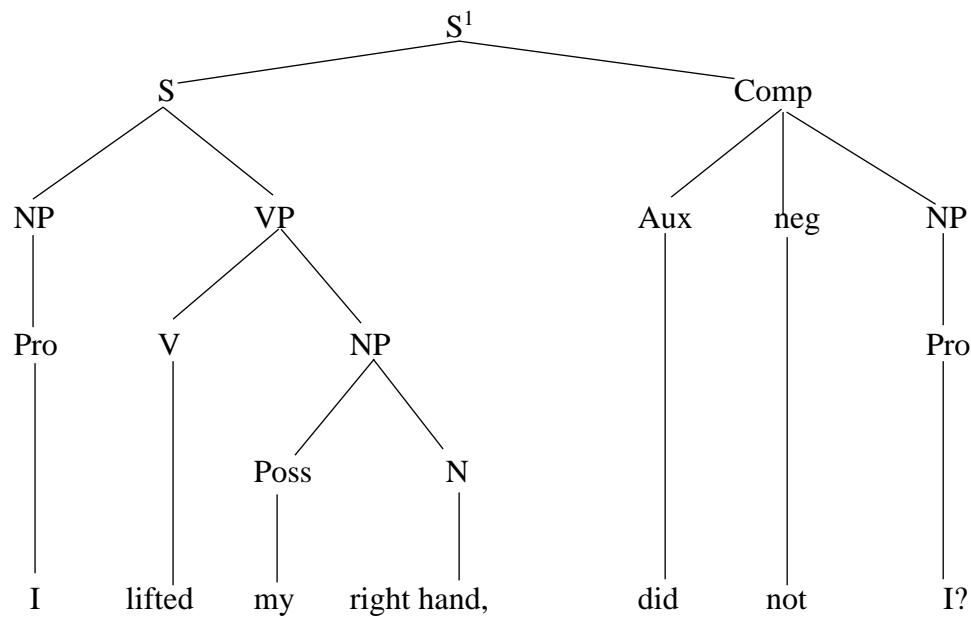 S¹
S Comp
NP VP Aux neg NP
Pro V NP Pro
Poss N
I lifted my right hand, did not I?